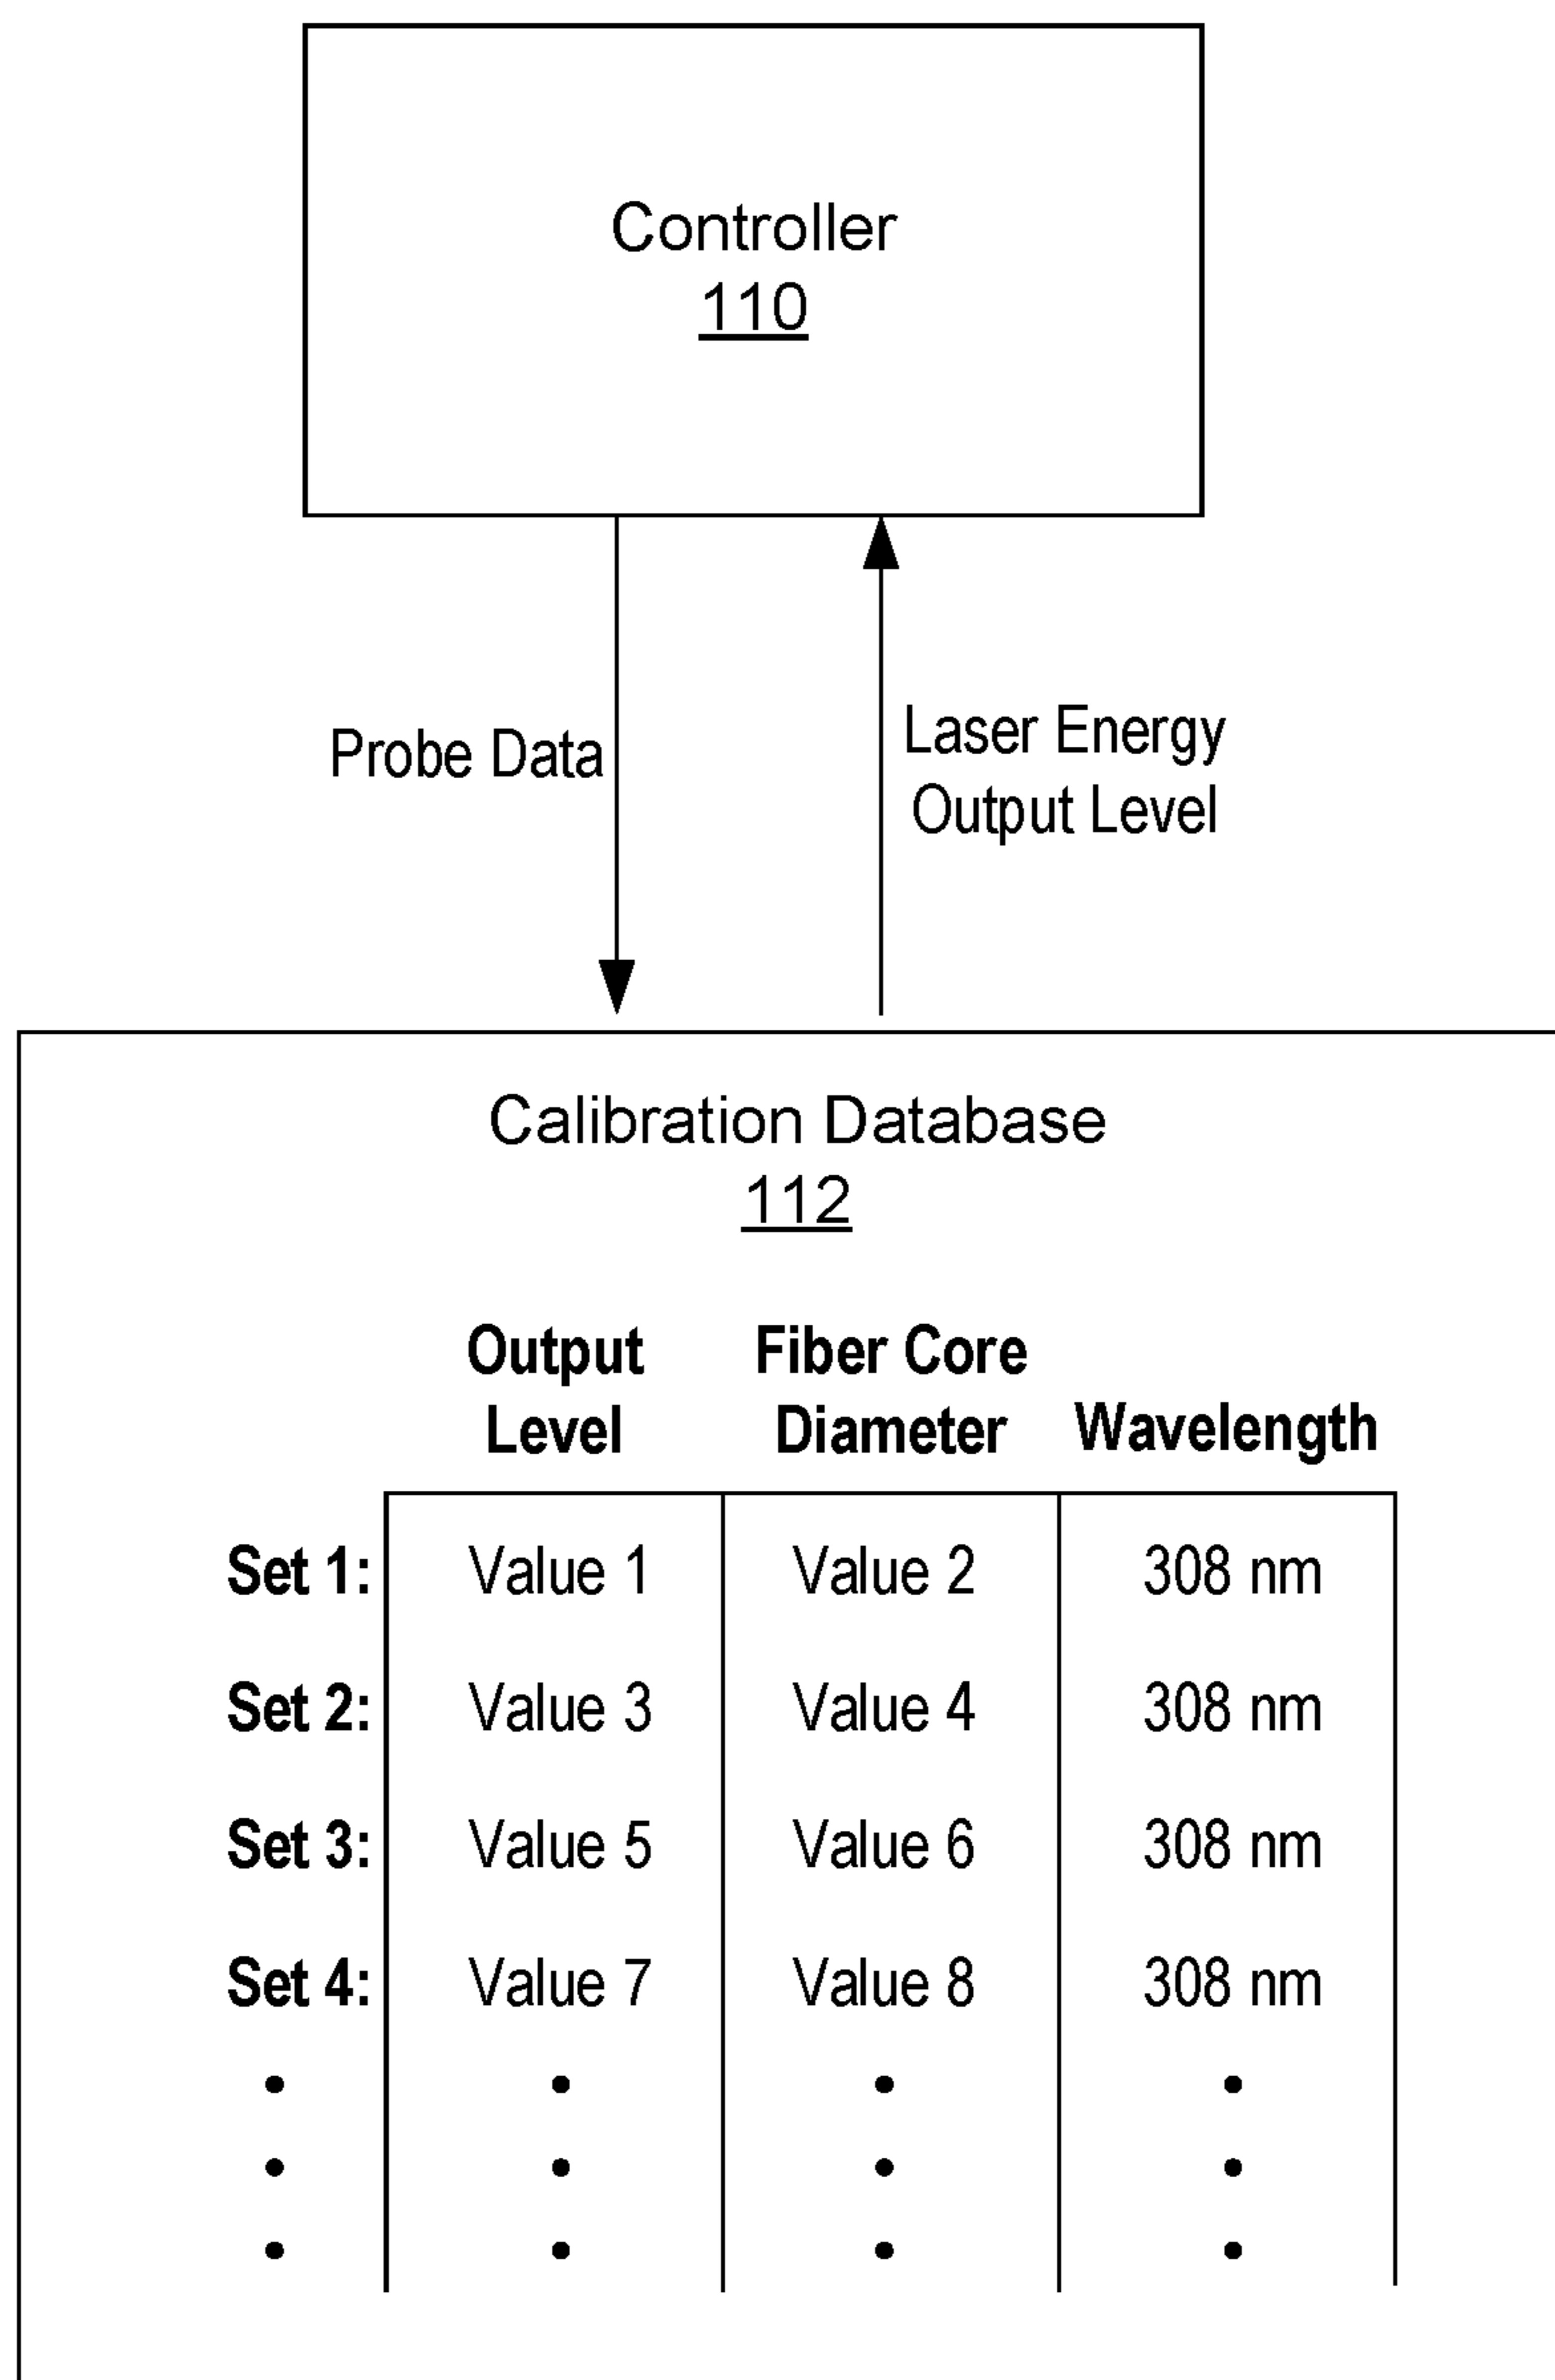 Controller
110
Probe Data
Laser Energy
Output Level
Calibration Database
112
Output
Level
Fiber Core
Diameter
Wavelength
Set 1: Value 1 Value 2 308 nm
Set 2: Value 3 Value 4 308 nm
Set 3: Value 5 Value 6 308 nm
Set 4: Value 7 Value 8 308 nm